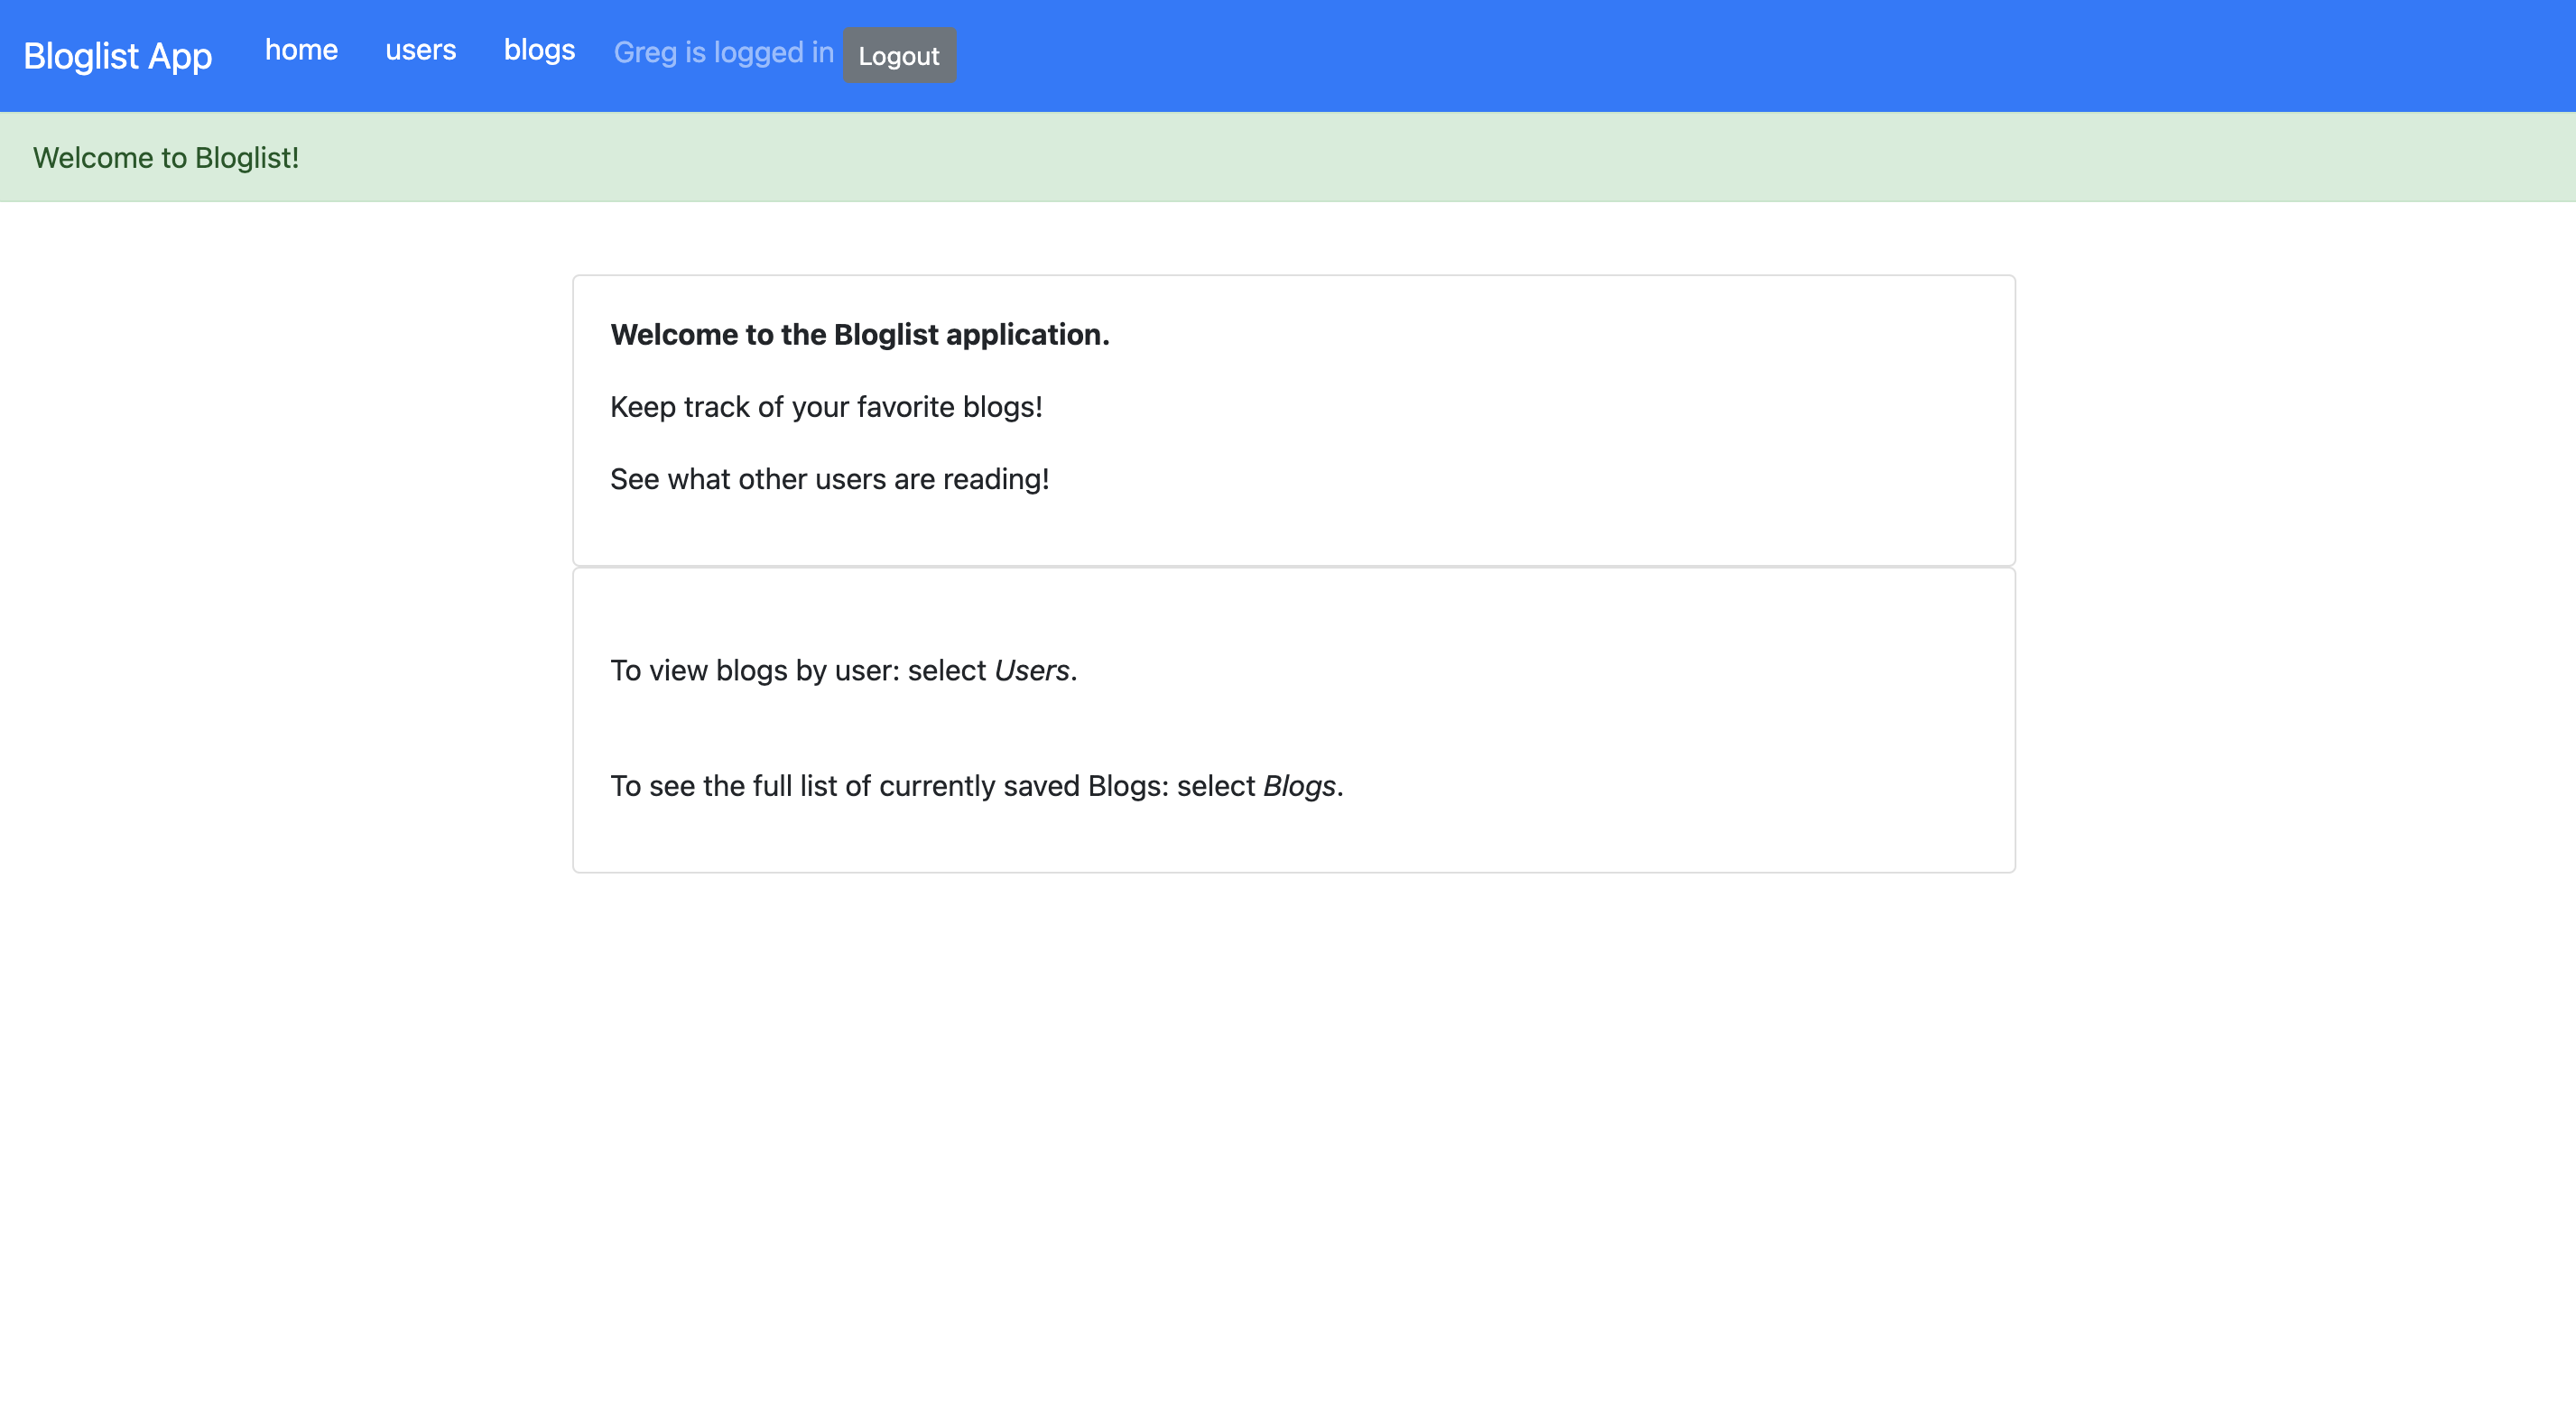 Bloglist App home users blogs Greg is logged in Logout
Welcome to Bloglist!
Welcome to the Bloglist application.
Keep track of your favorite blogs!
See what other users are reading!
To view blogs by user: select Users.
To see the full list of currently saved Blogs: select Blogs.